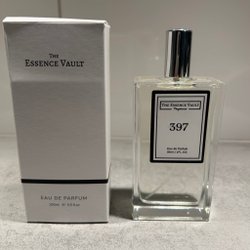 THE
ESSENCE VAULT
EAU DE PARFUM
THE ESSENCE VAULT
397
Eau de Parfum